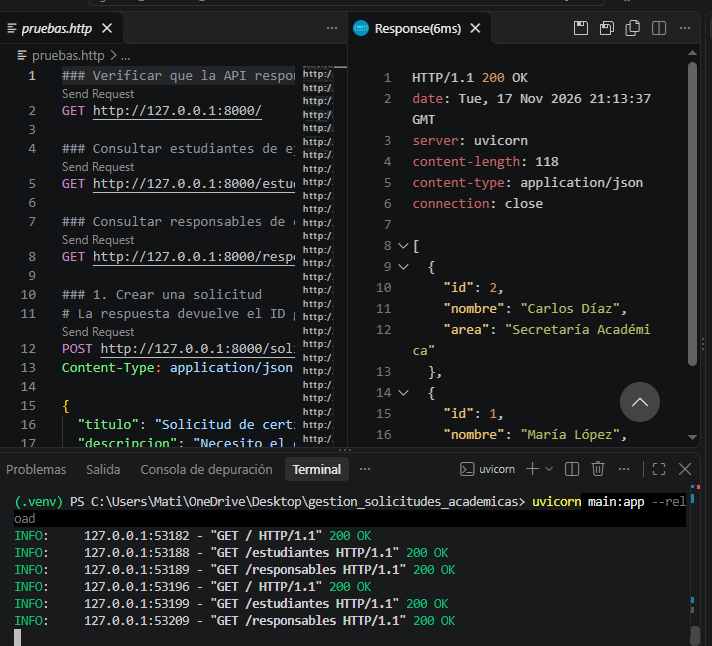 pruebas.http
Response(6ms)
pruebas.http > ...
1 ### Verificar que la API respon
Send Request
2 GET http://127.0.0.1:8000/
3
4 ### Consultar estudiantes de e
Send Request
5 GET http://127.0.0.1:8000/estu
6
7 ### Consultar responsables de
Send Request
8 GET http://127.0.0.1:8000/resp
9
10 ### 1. Crear una solicitud
11 # La respuesta devuelve el ID
Send Request
12 POST http://127.0.0.1:8000/sol
13 Content-Type: application/json
14
15 {
16 "titulo": "Solicitud de certi
17 "descripcion": "Necesito el
1 HTTP/1.1 200 OK
2 date: Tue, 17 Nov 2026 21:13:37
GMT
3 server: uvicorn
4 content-length: 118
5 content-type: application/json
6 connection: close
7
8 [
9 {
10 "id": 2,
11 "nombre": "Carlos Díaz",
12 "area": "Secretaría Académi
ca"
13 },
14 {
15 "id": 1,
16 "nombre": "María López",
Problemas Salida Consola de depuración Terminal ... uvicorn
(.venv) PS C:\Users\Mati\OneDrive\Desktop\gestion_solicitudes_academicas> uvicorn main:app --rel
oad
INFO: 127.0.0.1:53182 - "GET / HTTP/1.1" 200 OK
INFO: 127.0.0.1:53188 - "GET /estudiantes HTTP/1.1" 200 OK
INFO: 127.0.0.1:53189 - "GET /responsables HTTP/1.1" 200 OK
INFO: 127.0.0.1:53196 - "GET / HTTP/1.1" 200 OK
INFO: 127.0.0.1:53199 - "GET /estudiantes HTTP/1.1" 200 OK
INFO: 127.0.0.1:53209 - "GET /responsables HTTP/1.1" 200 OK